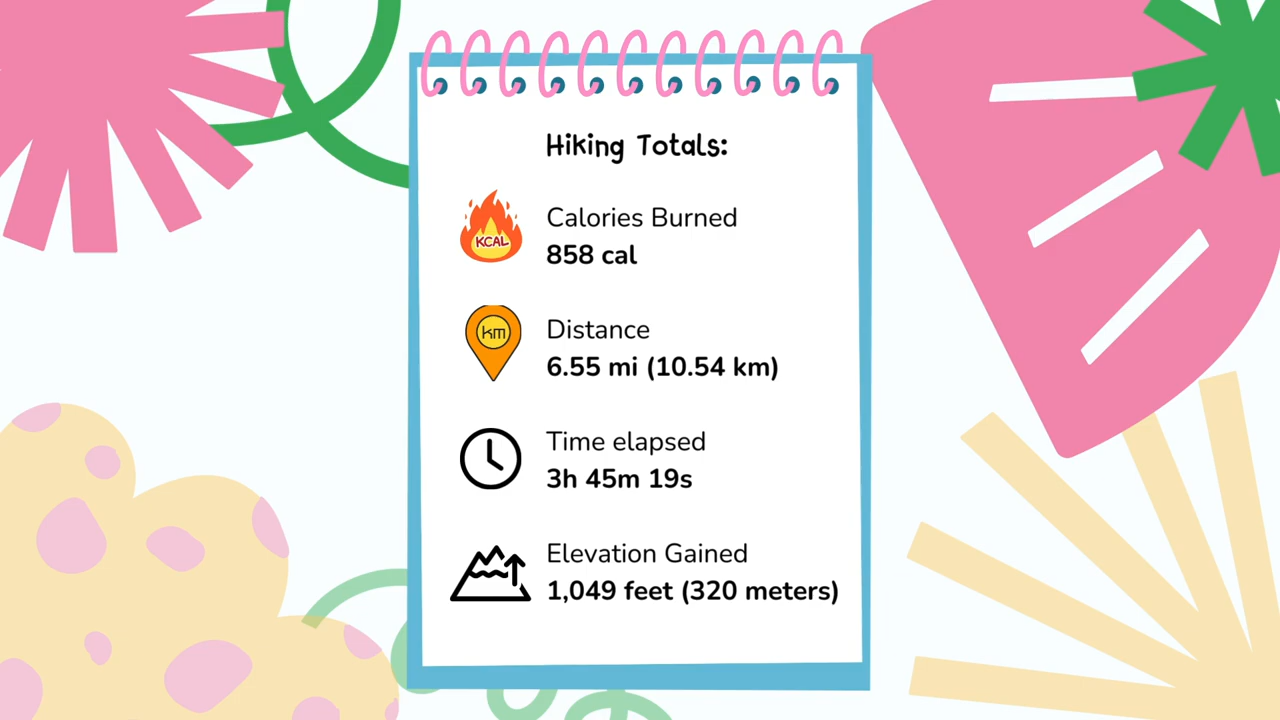 Hiking Totals:
KCAL
Calories Burned
858 cal
km
Distance
6.55 mi (10.54 km)
Time elapsed
3h 45m 19s
Elevation Gained
1,049 feet (320 meters)